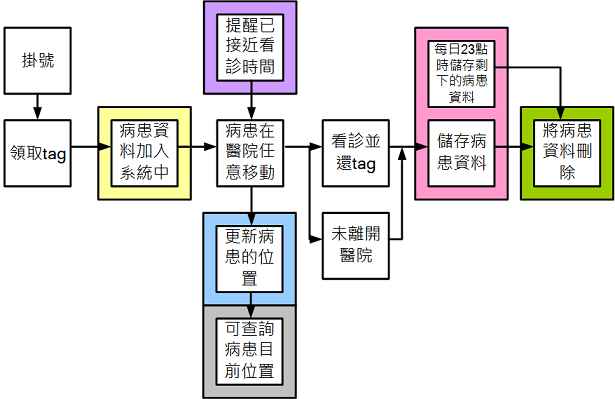 掛號
領取tag
病患資
料加入
系統中
提醒已
接近看
診時間
病患在
醫院任
意移動
更新病
患的位
置
可查詢
病患目
前位置
看診並
還tag
未離開
醫院
每日23點
時儲存剩
下的病患
資料
儲存病
患資料
將病患
資料刪
除